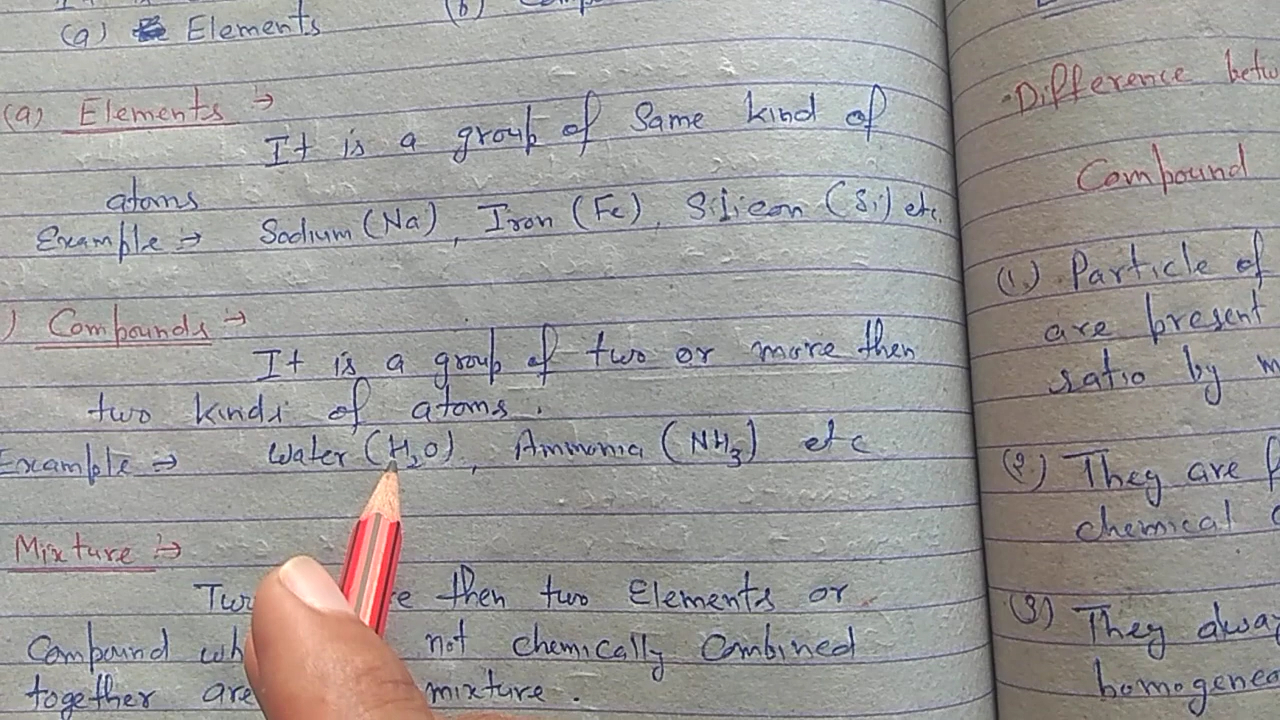 (a) Elements (b)
(a) Elements →
It is a group of same kind of
atoms
Example :→ Sodium (Na), Iron (Fe), Silicon (Si) etc.
) Compounds →
It is a group of two or more then
two kinds of atoms.
Example :→ Water (H₂O), Ammonia (NH₃) etc
Mixture :→
then two Elements or
Compound not chemically Combined
together are mixture.
Difference
Compound
(1.) Particle of
are present
ratio by
(2.) They are
chemical
(3) They
homogene